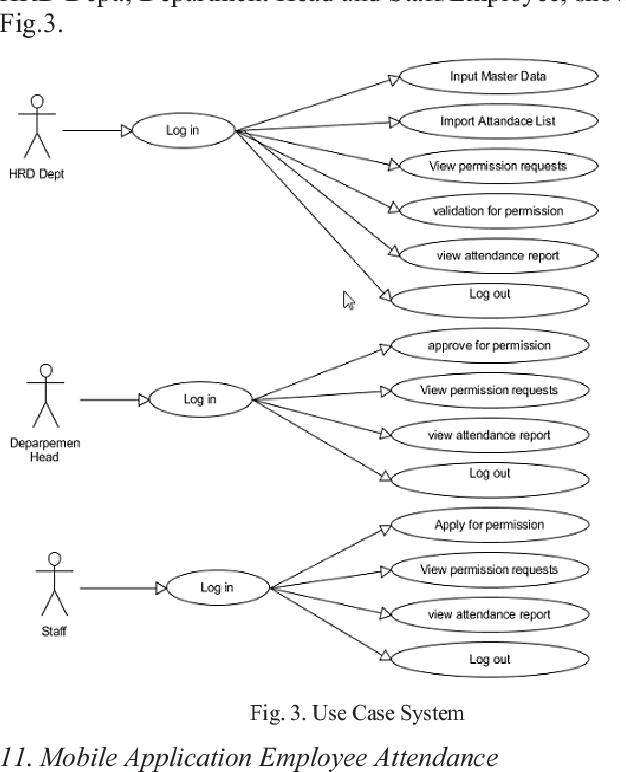 HRD Dept, Department Head and Staff/Employee,
Fig.3.
Input Master Data
Import Attandace List
Log in
View permission requests
HRD Dept
validation for permission
view attendance report
Log out
approve for permission
View permission requests
Log in
view attendance report
Deparpemen
Head
Log out
Apply for permission
View permission requests
Log in
view attendance report
Staff
Log out
Fig. 3. Use Case System
11. Mobile Application Employee Attendance